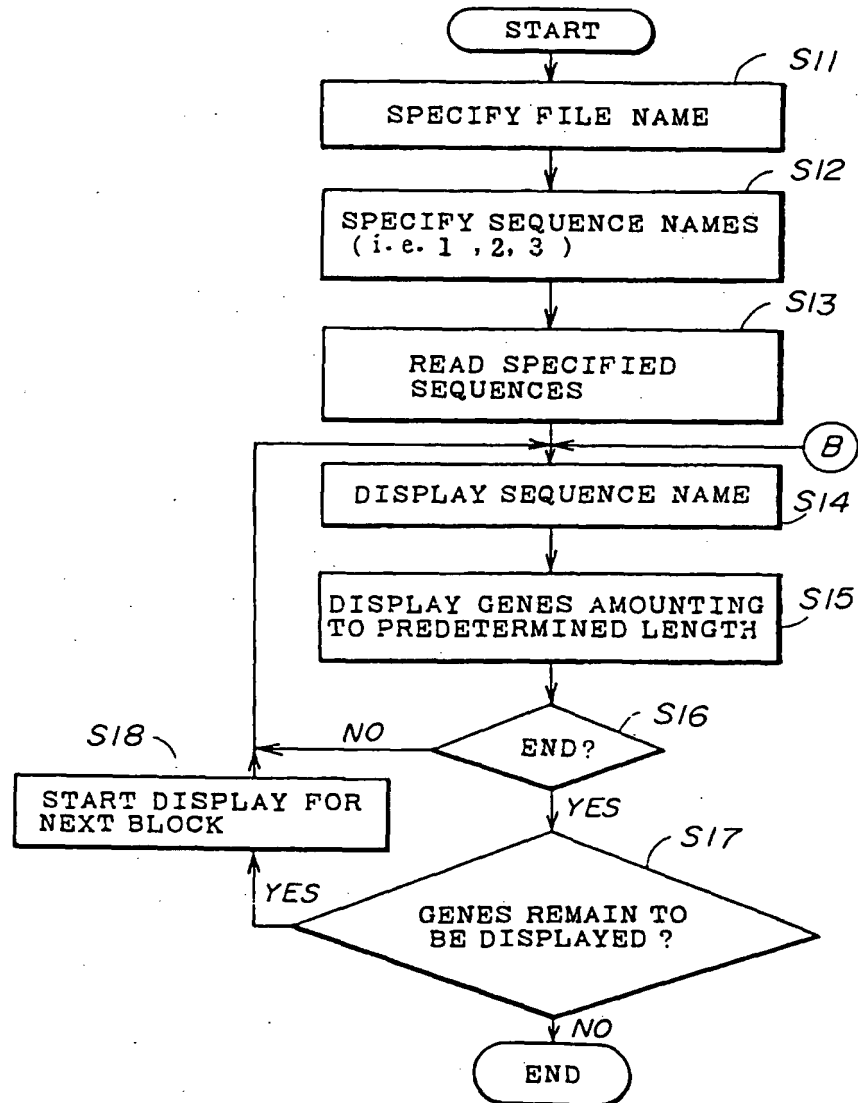 START
S11
SPECIFY FILE NAME
S12
SPECIFY SEQUENCE NAMES
(i.e. 1 , 2, 3 )
S13
READ SPECIFIED
SEQUENCES
B
DISPLAY SEQUENCE NAME
S14
DISPLAY GENES AMOUNTING
TO PREDETERMINED LENGTH
S15
S16
END?
NO
S18
START DISPLAY FOR
NEXT BLOCK
YES
S17
GENES REMAIN TO
BE DISPLAYED ?
YES
NO
END